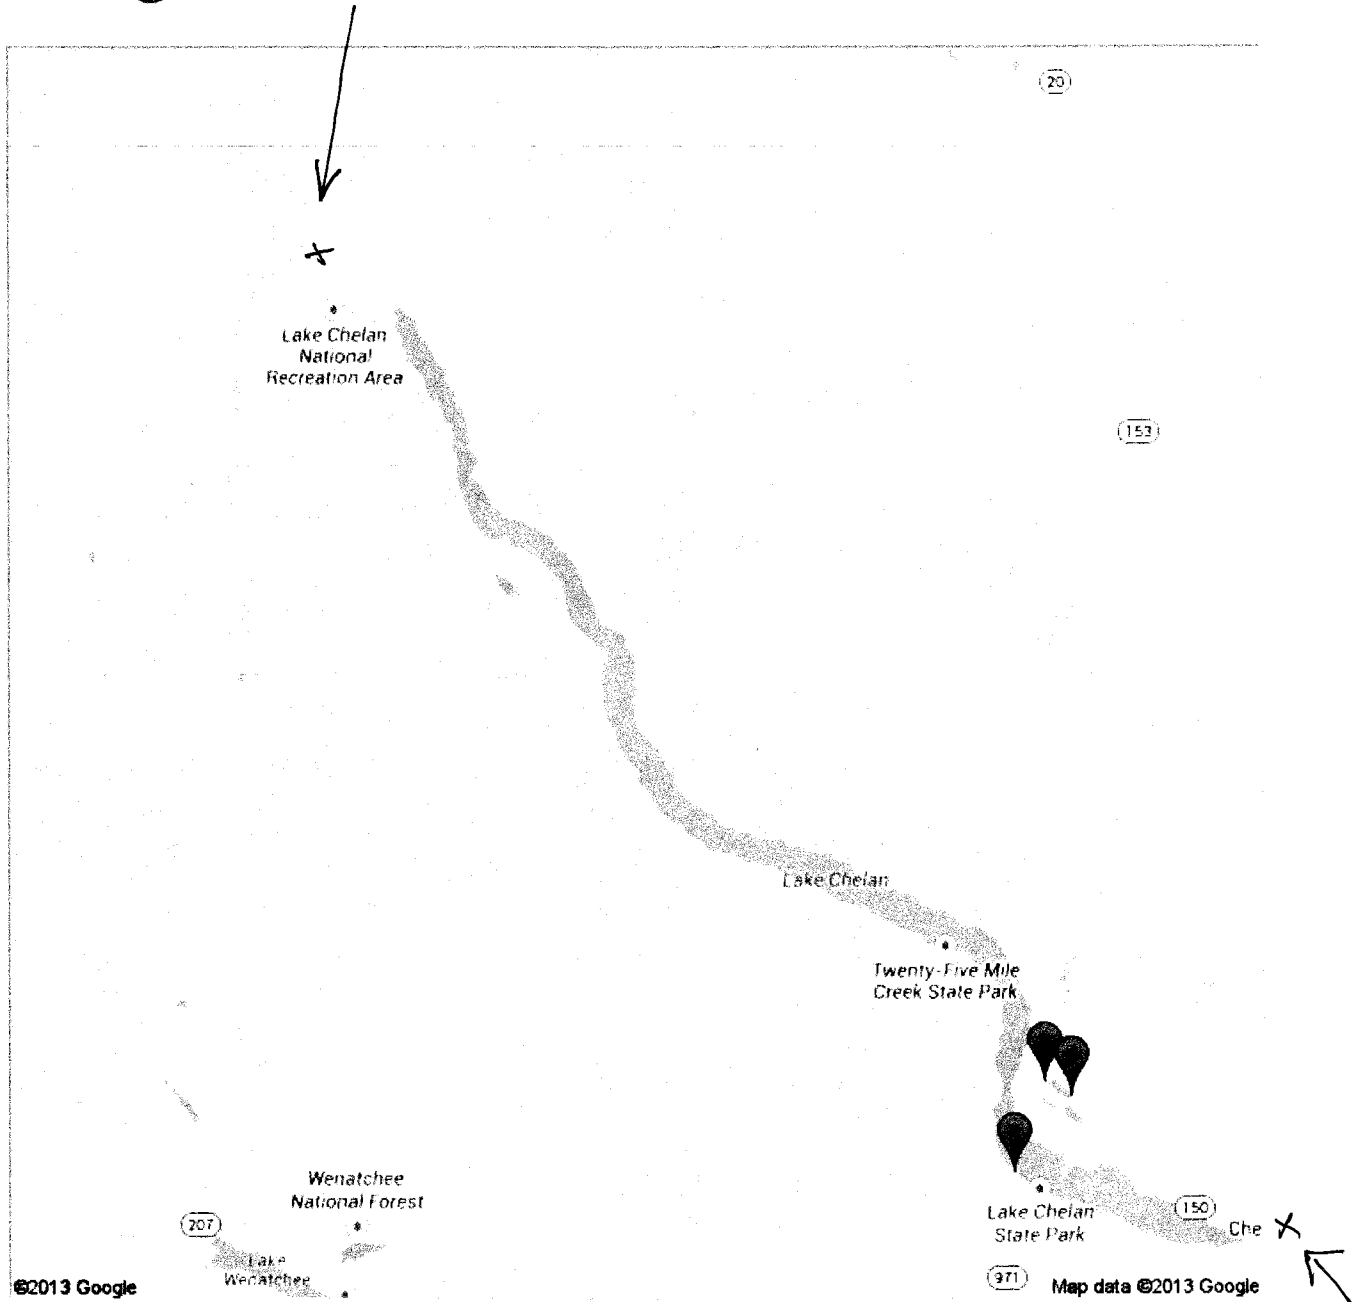 20
Lake Chelan
National
Recreation Area
153
Lake Chelan
Twenty-Five Mile
Creek State Park
Wenatchee
National Forest
207
Lake
Wenatchee
Lake Chelan
State Park
150
Che
971
©2013 Google
Map data ©2013 Google